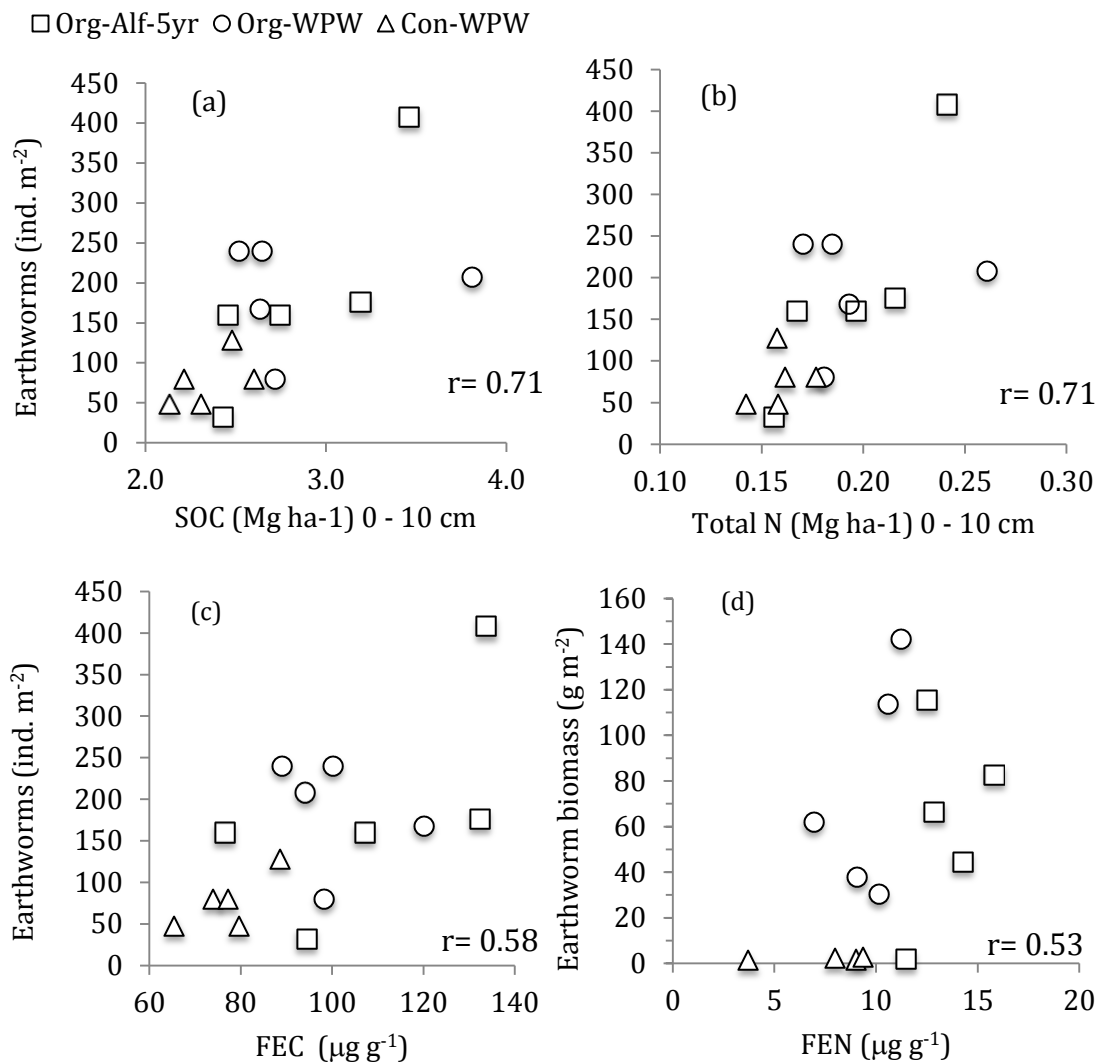 Org-Alf-5yr Org-WPW Con-WPW
(a)
Earthworms (ind. m-2)
450
400
350
300
250
200
150
100
50
0
r= 0.71
2.0 3.0 4.0
SOC (Mg ha-1) 0 - 10 cm
(b)
450
400
350
300
250
200
150
100
50
0
r= 0.71
0.10 0.15 0.20 0.25 0.30
Total N (Mg ha-1) 0 - 10 cm
(c)
Earthworms (ind. m-2)
450
400
350
300
250
200
150
100
50
0
r= 0.58
60 80 100 120 140
FEC (µg g-1)
(d)
Earthworm biomass (g m-2)
160
140
120
100
80
60
40
20
0
r= 0.53
0 5 10 15 20
FEN (µg g-1)